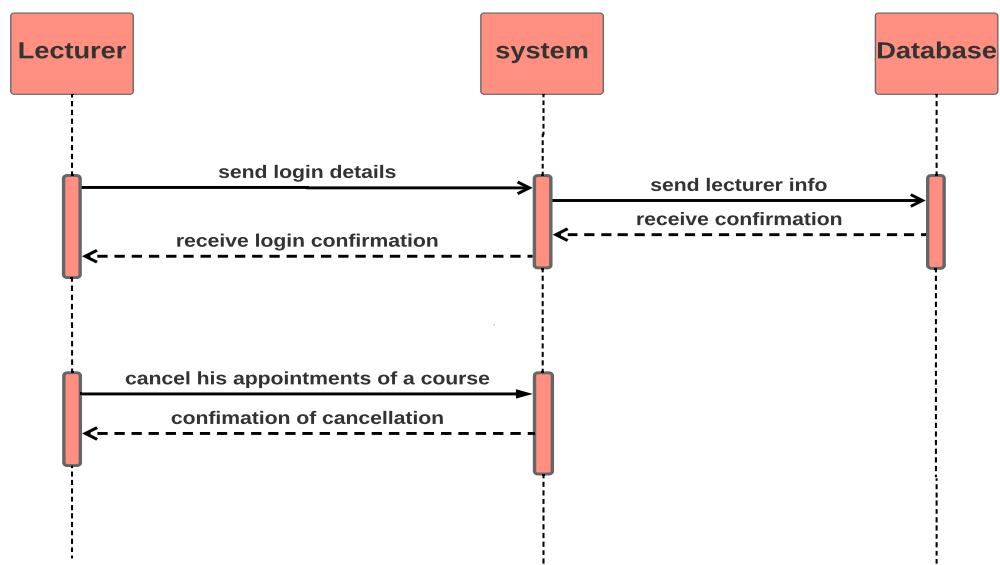 Lecturer
system
Database
send login details
send lecturer info
receive confirmation
receive login confirmation
cancel his appointments of a course
confimation of cancellation